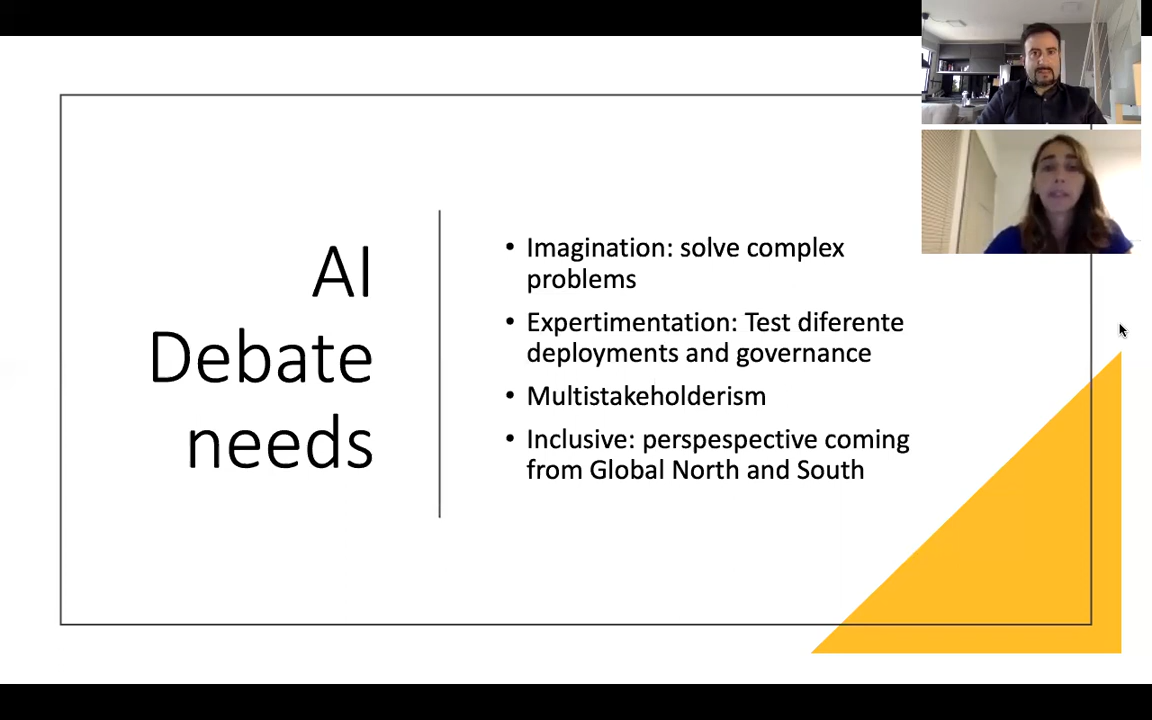 AI
Debate
needs
• Imagination: solve complex
problems
• Expertimentation: Test diferente
deployments and governance
• Multistakeholderism
• Inclusive: perspespective coming
from Global North and South